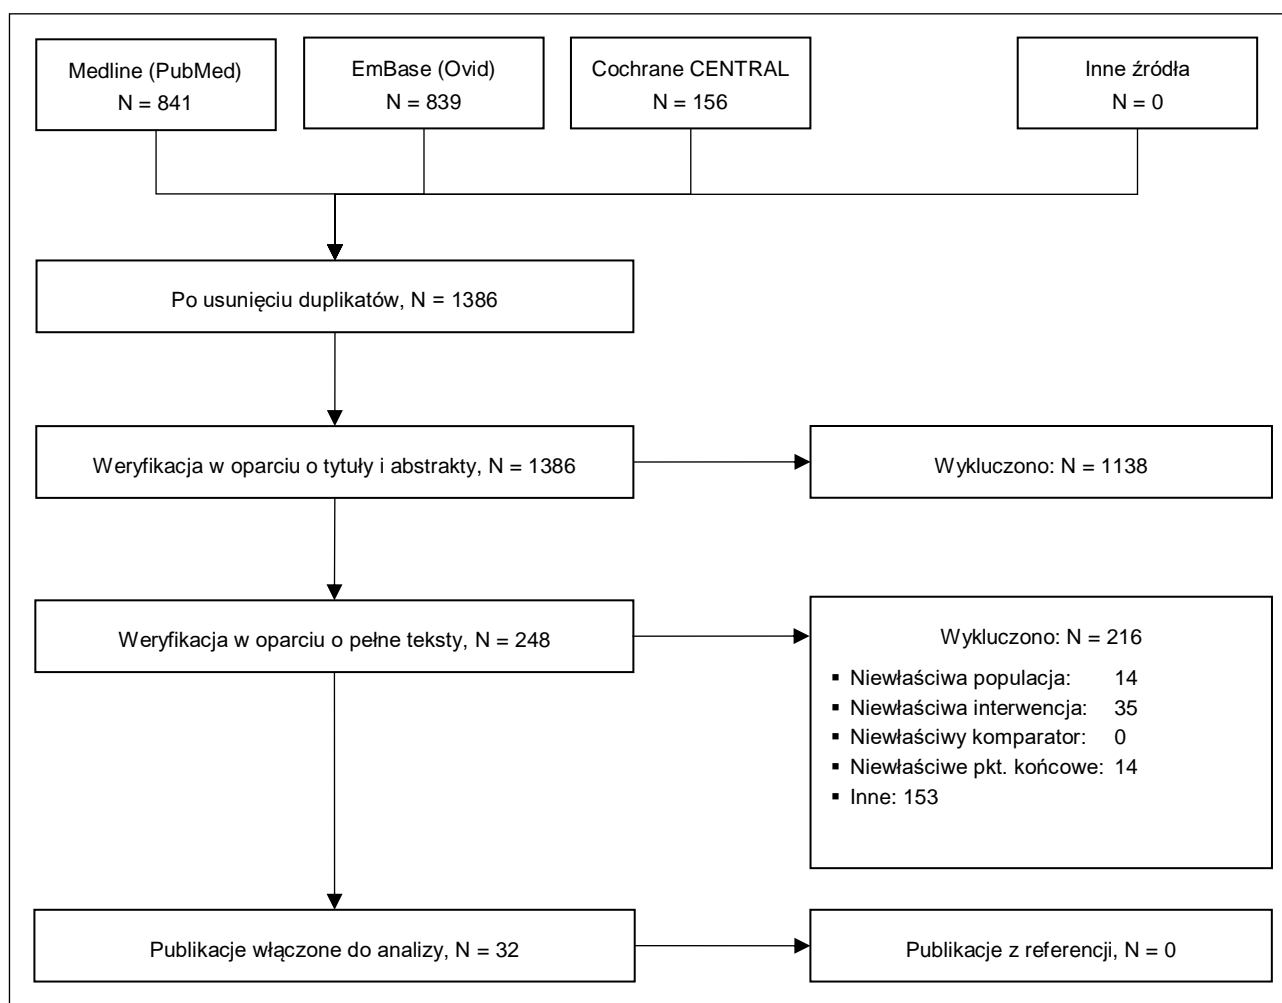 Medline (PubMed)
N = 841
EmBase (Ovid)
N = 839
Cochrane CENTRAL
N = 156
Inne źródła
N = 0
Po usunięciu duplikatów, N = 1386
Weryfikacja w oparciu o tytuły i abstrakty, N = 1386
Wykluczono: N = 1138
Weryfikacja w oparciu o pełne teksty, N = 248
Wykluczono: N = 216
▪ Niewłaściwa populacja: 14
▪ Niewłaściwa interwencja: 35
▪ Niewłaściwy komparator: 0
▪ Niewłaściwe pkt. końcowe: 14
▪ Inne: 153
Publikacje włączone do analizy, N = 32
Publikacje z referencji, N = 0